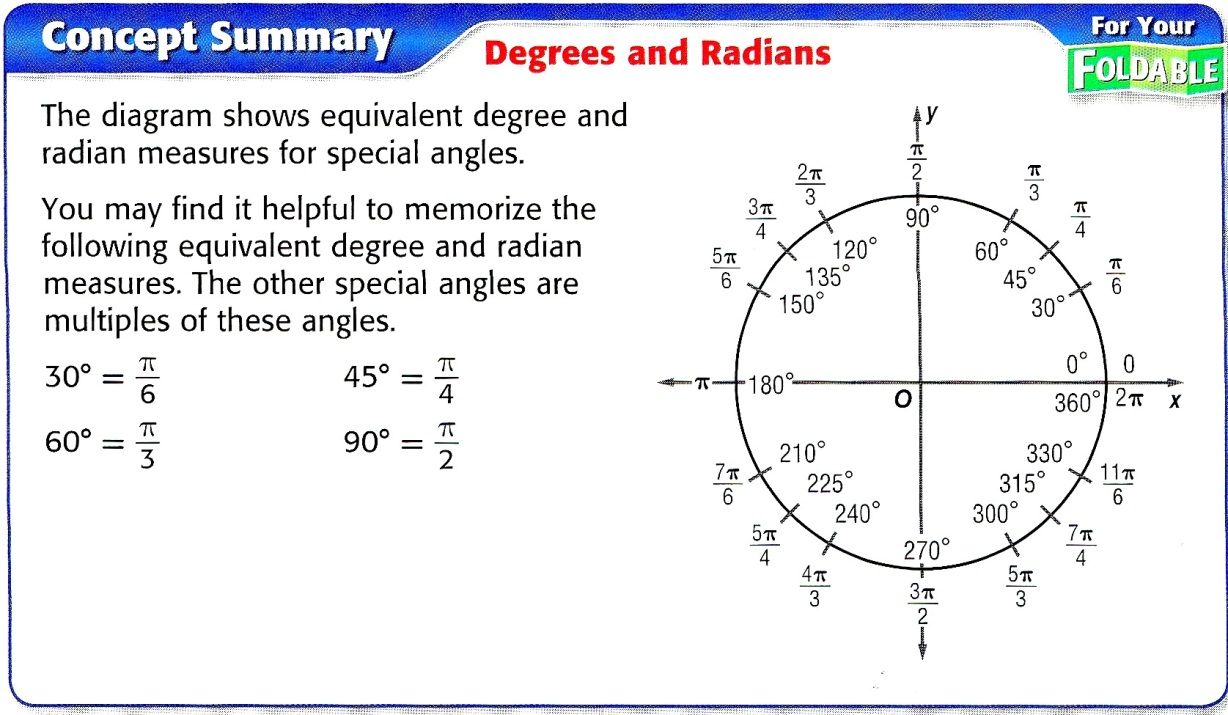 Concept Summary
Degrees and Radians
For Your
FOLDABLE
The diagram shows equivalent degree and
radian measures for special angles.
You may find it helpful to memorize the
following equivalent degree and radian
measures. The other special angles are
multiples of these angles.
30° = π/6
45° = π/4
60° = π/3
90° = π/2
y
π/2
2π/3
π/3
3π/4
π/4
5π/6
π/6
90°
120°
60°
135°
45°
150°
30°
0° 0
π
180°
O
360° 2π x
210°
330°
7π/6
225°
315°
11π/6
240°
300°
5π/4
270°
7π/4
4π/3
3π/2
5π/3